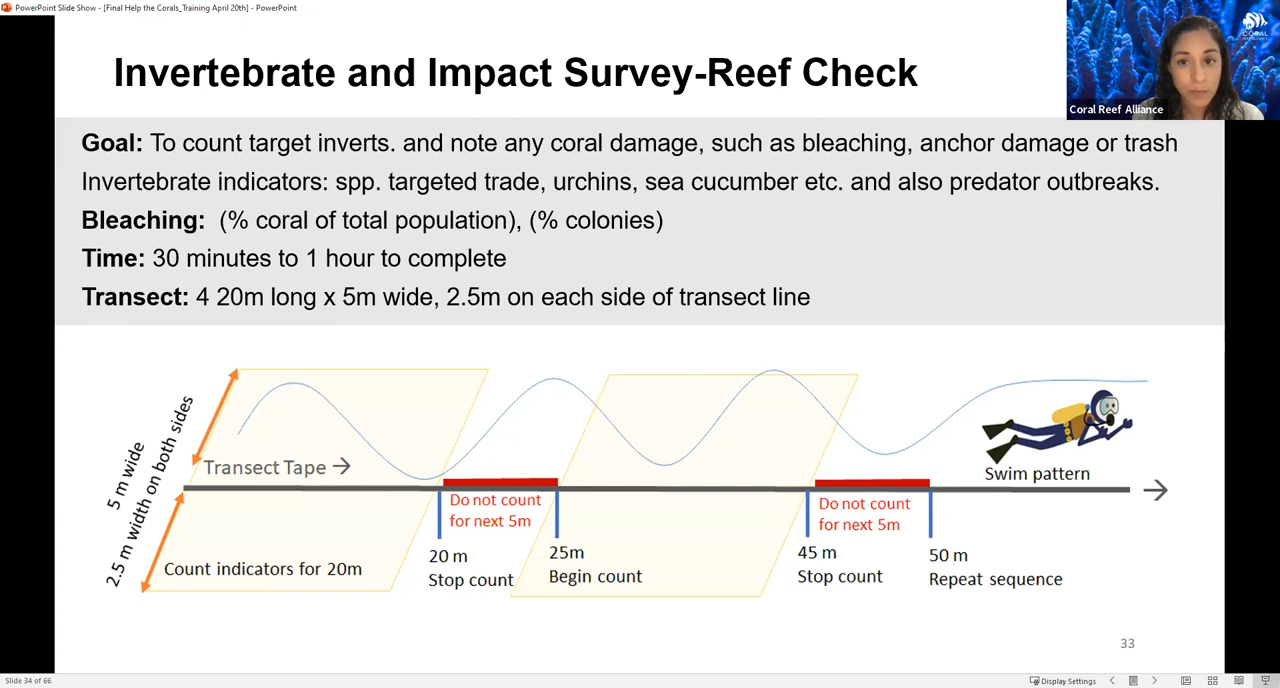 PowerPoint Slide Show - [Final Help the Corals_Training April 20th] - PowerPoint
CORAL
Coral Reef Alliance
Invertebrate and Impact Survey-Reef Check
Goal: To count target inverts. and note any coral damage, such as bleaching, anchor damage or trash
Invertebrate indicators: spp. targeted trade, urchins, sea cucumber etc. and also predator outbreaks.
Bleaching: (% coral of total population), (% colonies)
Time: 30 minutes to 1 hour to complete
Transect: 4 20m long x 5m wide, 2.5m on each side of transect line
5 m wide
2.5 m width on both sides
Transect Tape →
Count indicators for 20m
Do not count
for next 5m
20 m
Stop count
25m
Begin count
Do not count
for next 5m
45 m
Stop count
50 m
Repeat sequence
Swim pattern
33
Slide 34 of 66
Display Settings